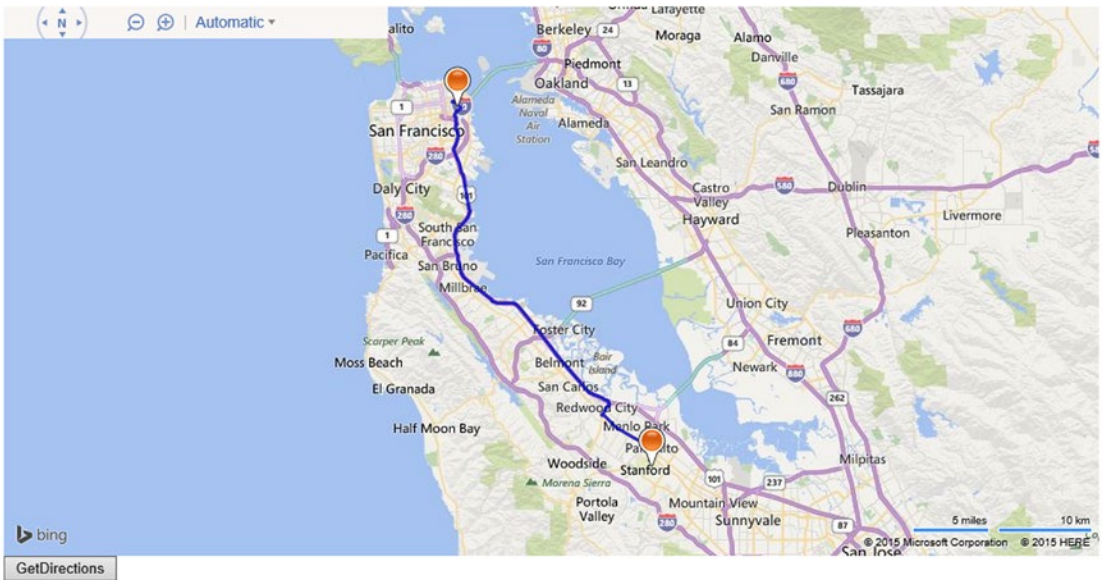 N
Automatic
alito
Berkeley
24
Lafayette
Moraga
Alamo
80
Danville
Piedmont
680
Oakland
13
Tassajara
1
Alameda
Naval
Air
Station
San Ramon
San Francisco
Alameda
280
San Leandro
Daly City
101
Castro
Valley
580
Dublin
280
Hayward
Livermore
1
South San
Francisco
Pleasanton
Pacifica
San Bruno
San Francisco Bay
Millbrae
92
Union City
Foster City
680
Scarper Peak
84
Fremont
Moss Beach
Belmont
Bair
Island
Newark
880
El Granada
San Carlos
262
Redwood City
Half Moon Bay
Menlo Park
Woodside
Stanford
Milpitas
Morena Sierra
101
237
Portola
Valley
Mountain View
280
Sunnyvale
87
5 miles
10 km
bing
© 2015 Microsoft Corporation © 2015 HERE
San Jose
GetDirections